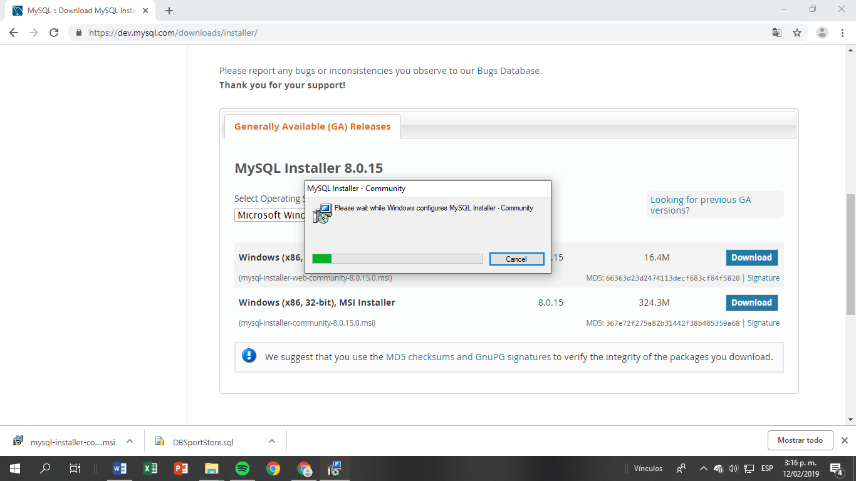 MySQL :: Download MySQL Insta
https://dev.mysql.com/downloads/installer/
Please report any bugs or inconsistencies you observe to our Bugs Database.
Thank you for your support!
Generally Available (GA) Releases
MySQL Installer 8.0.15
Select Operating S
Looking for previous GA
versions?
Microsoft Wind
MySQL Installer - Community
Please wait while Windows configures MySQL Installer - Community
Cancel
Windows (x86, .15 16.4M Download
(mysql-installer-web-community-8.0.15.0.msi) MD5: 66363d23d2474113decf683cf84f5820 | Signature
Windows (x86, 32-bit), MSI Installer 8.0.15 324.3M Download
(mysql-installer-community-8.0.15.0.msi) MD5: 367e72f275a82b31442f38b485359a68 | Signature
We suggest that you use the MD5 checksums and GnuPG signatures to verify the integrity of the packages you download.
mysql-installer-co....msi DBSportStore.sql Mostrar todo
Vínculos ESP 3:16 p. m.
12/02/2019
4